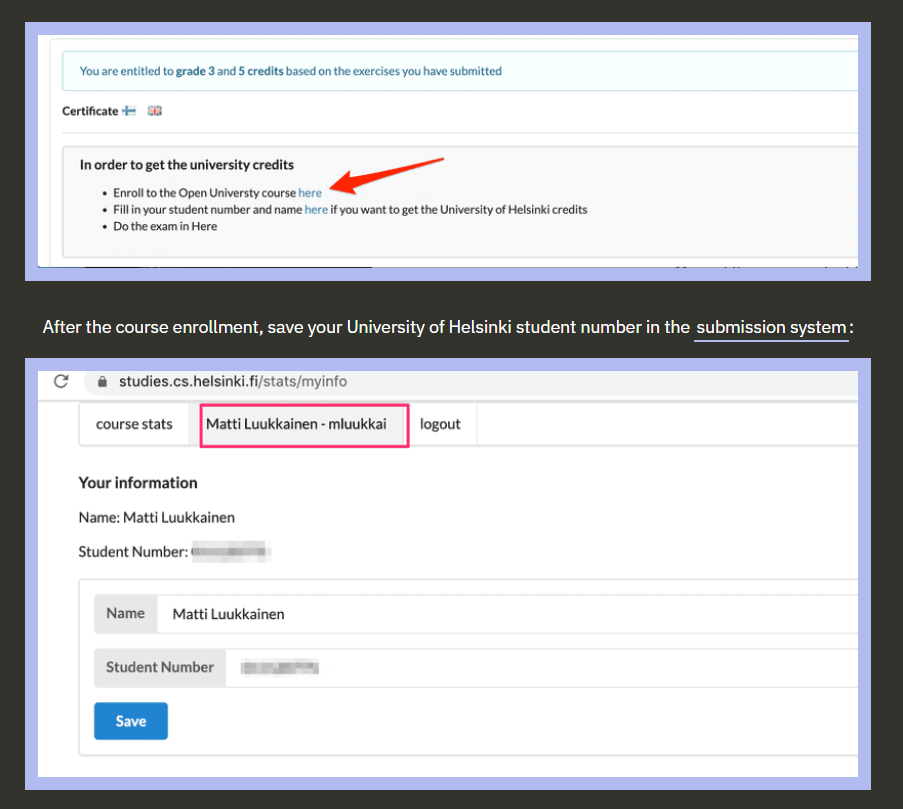 You are entitled to grade 3 and 5 credits based on the exercises you have submitted
Certificate
In order to get the university credits
• Enroll to the Open Universty course here
• Fill in your student number and name here if you want to get the University of Helsinki credits
• Do the exam in Here
After the course enrollment, save your University of Helsinki student number in the submission system:
studies.cs.helsinki.fi/stats/myinfo
course stats Matti Luukkainen - mluukkai logout
Your information
Name: Matti Luukkainen
Student Number:
Name Matti Luukkainen
Student Number
Save